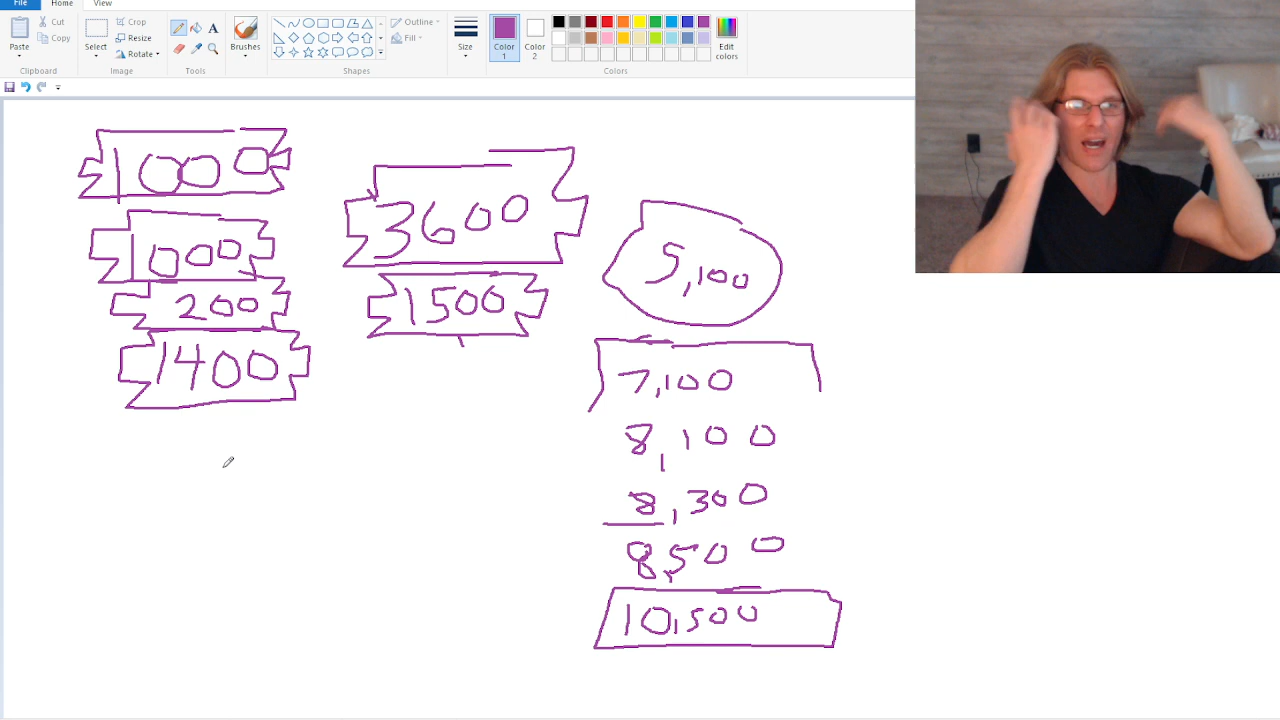 File Home View
Paste
Cut
Copy
Clipboard
Select
Crop
Resize
Rotate
Image
Tools
Brushes
Shapes
Outline
Fill
Size
Color 1
Color 2
Edit colors
Colors
1000
1000
200
1400
3600
1500
5,100
7,100
8,100
8,300
8,500
10,500